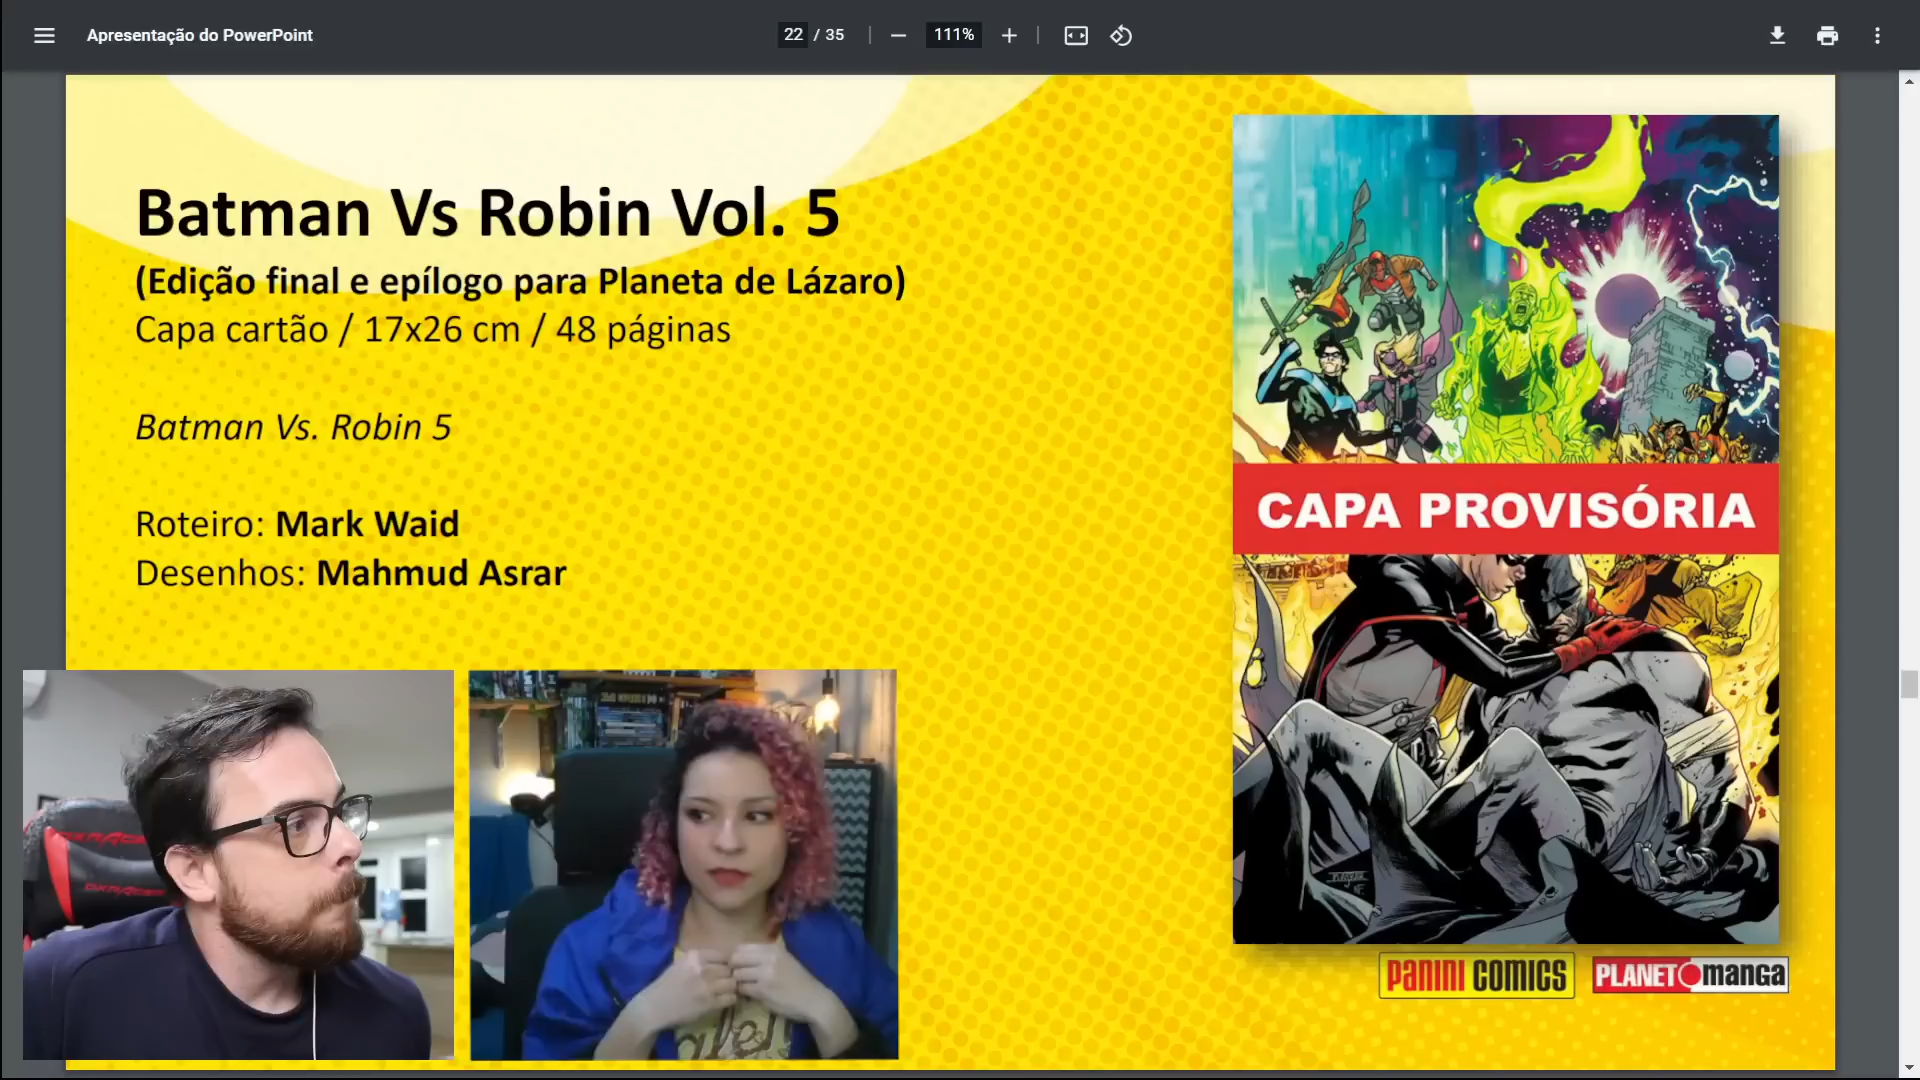 Apresentação do PowerPoint
22 / 35
111%
Batman Vs Robin Vol. 5
(Edição final e epílogo para Planeta de Lázaro)
Capa cartão / 17x26 cm / 48 páginas
Batman Vs. Robin 5
Roteiro: Mark Waid
Desenhos: Mahmud Asrar
CAPA PROVISÓRIA
PANINI COMICS
PLANET manga